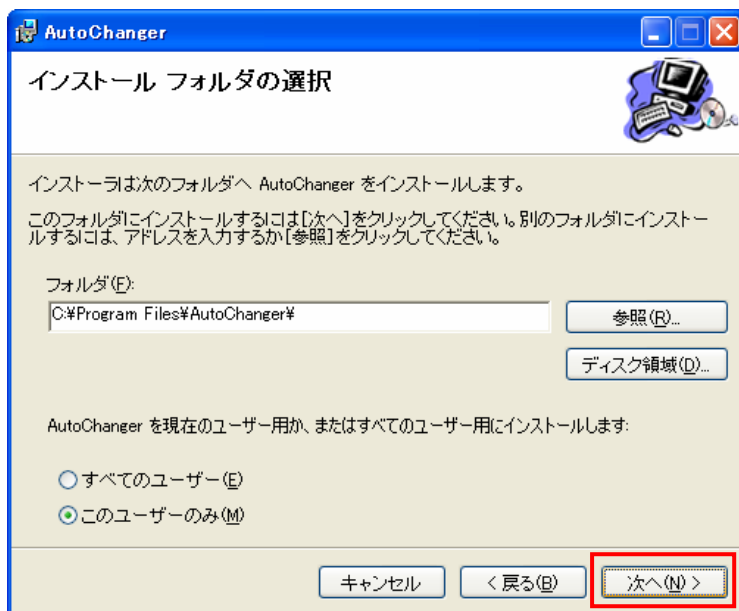 AutoChanger
インストール フォルダの選択
インストーラは次のフォルダへ AutoChanger をインストールします。
このフォルダにインストールするには[次へ]をクリックしてください。別のフォルダにインストー
ルするには、アドレスを入力するか[参照]をクリックしてください。
フォルダ(F):
C:¥Program Files¥AutoChanger¥
参照(R)...
ディスク領域(D)...
AutoChanger を現在のユーザー用か、またはすべてのユーザー用にインストールします:
すべてのユーザー(E)
このユーザーのみ(M)
キャンセル
< 戻る(B)
次へ(N) >